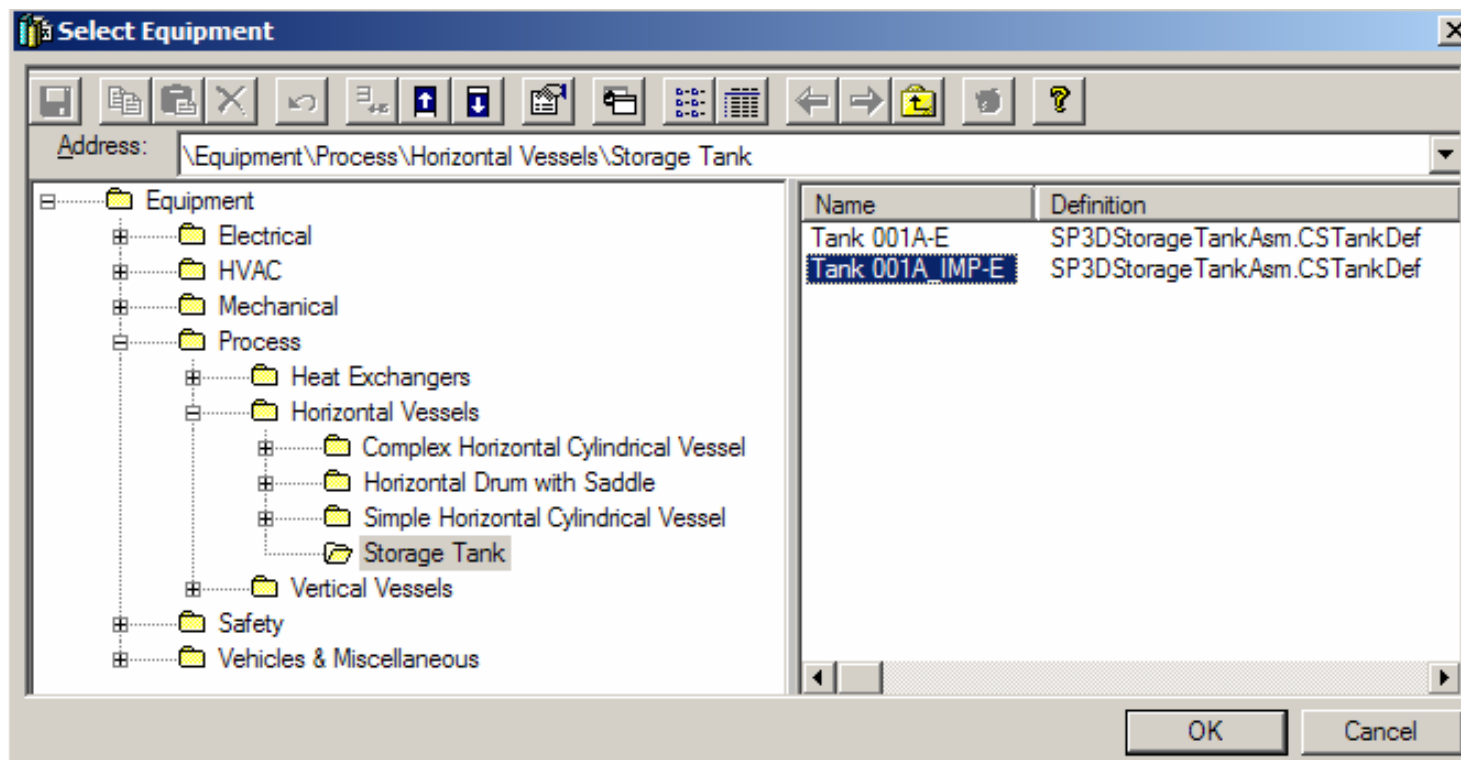 Select Equipment
Address: \Equipment\Process\Horizontal Vessels\Storage Tank
Equipment
Electrical
HVAC
Mechanical
Process
Heat Exchangers
Horizontal Vessels
Complex Horizontal Cylindrical Vessel
Horizontal Drum with Saddle
Simple Horizontal Cylindrical Vessel
Storage Tank
Vertical Vessels
Safety
Vehicles & Miscellaneous
Name Definition
Tank 001A-E SP3DStorageTankAsm.CSTankDef
Tank 001A_IMP-E SP3DStorageTankAsm.CSTankDef
OK Cancel